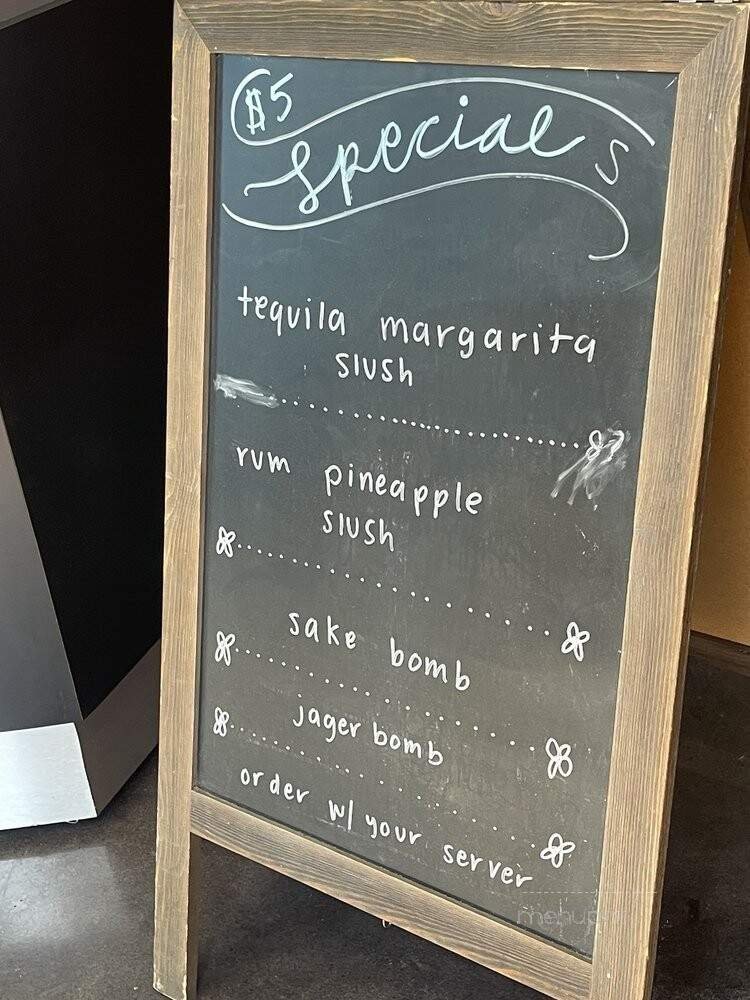 $5
specials
tequila margarita
slush
rum pineapple
slush
sake bomb
jager bomb
order w/ your server